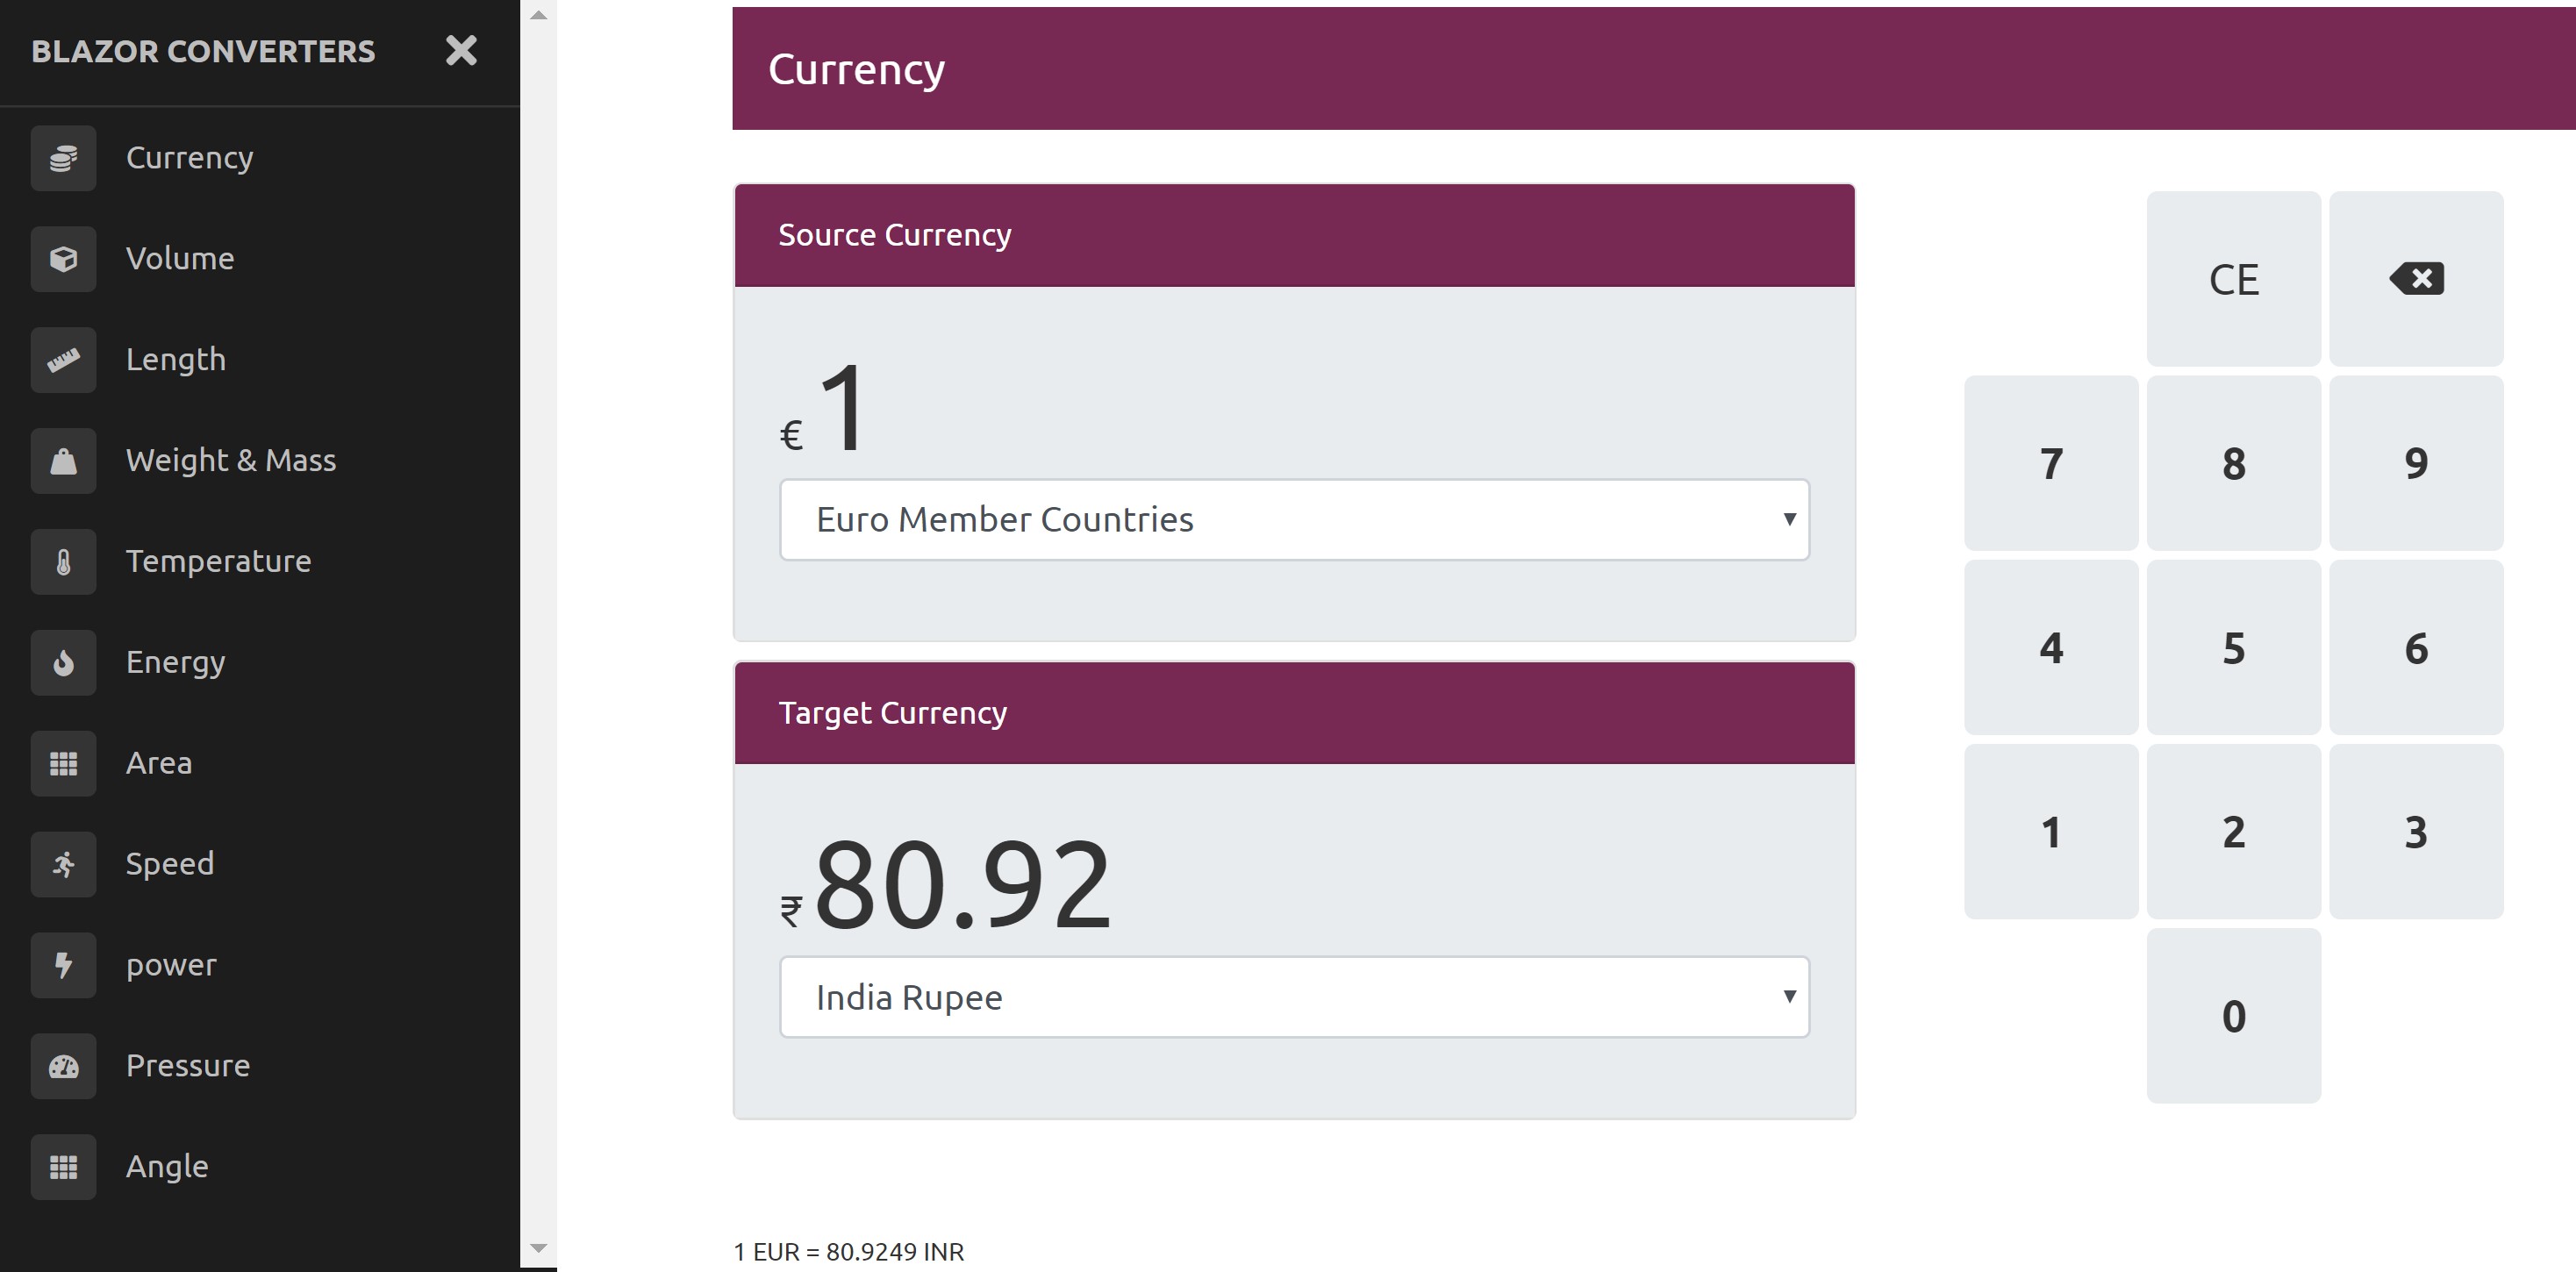 BLAZOR CONVERTERS
Currency
Volume
Length
Weight & Mass
Temperature
Energy
Area
Speed
power
Pressure
Angle
Currency
Source Currency
€ 1
Euro Member Countries
Target Currency
₹ 80.92
India Rupee
1 EUR = 80.9249 INR
CE
7 8 9
4 5 6
1 2 3
0